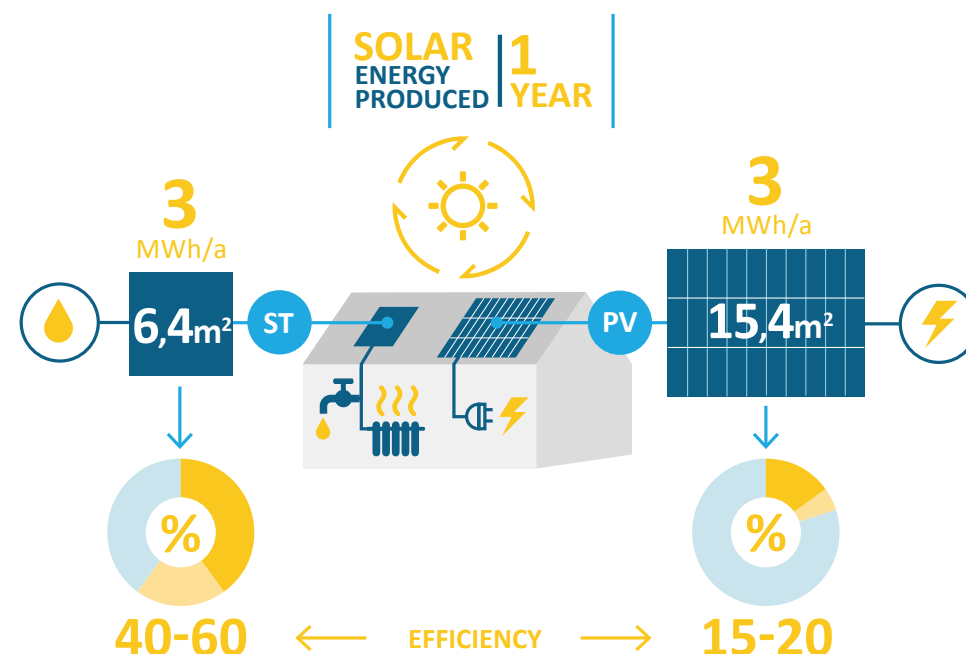 SOLAR
ENERGY
PRODUCED
1
YEAR
3
MWh/a
3
MWh/a
6,4m²
ST
PV
15,4m²
%
%
40-60
EFFICIENCY
15-20